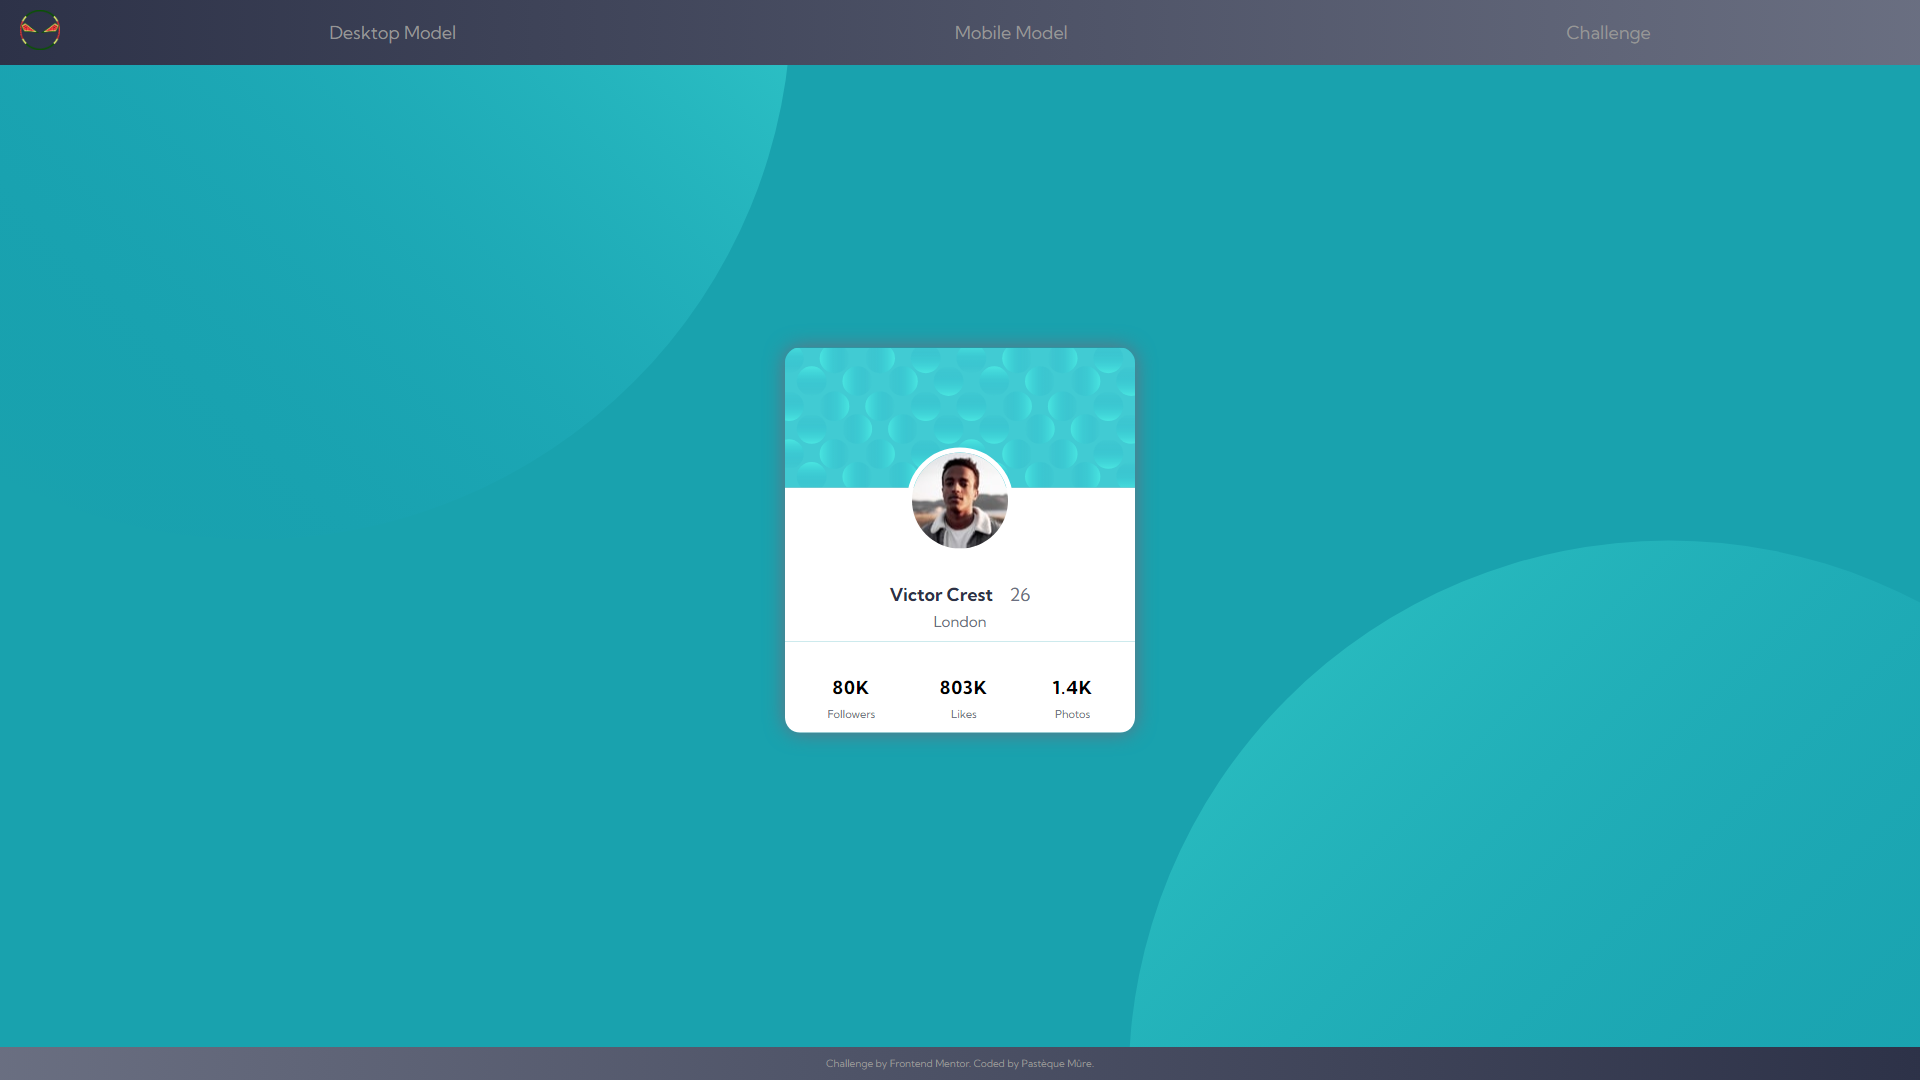 Desktop Model Mobile Model Challenge
Victor Crest 26
London
80K 803K 1.4K
Followers Likes Photos
Challenge by Frontend Mentor. Coded by Pastèque Mûre.